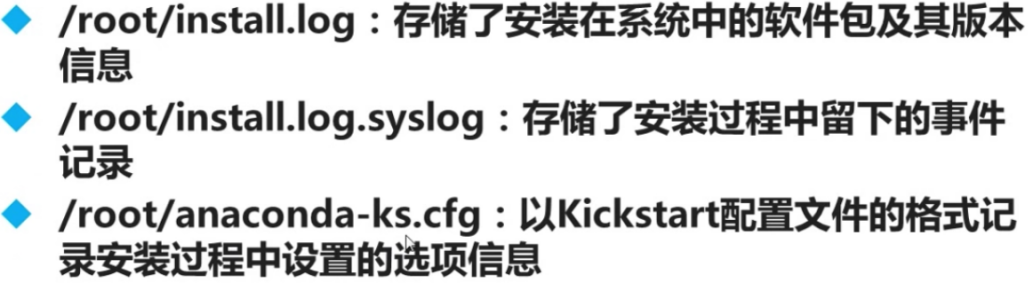 /root/install.log：存储了安装在系统中的软件包及其版本
信息
/root/install.log.syslog：存储了安装过程中留下的事件
记录
/root/anaconda-ks.cfg：以Kickstart配置文件的格式记
录安装过程中设置的选项信息